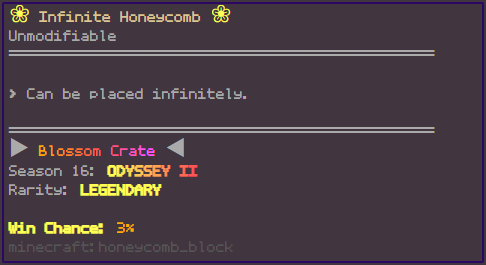 ❀ Infinite Honeycomb ❀
Unmodifiable
> Can be placed infinitely.
▶ Blossom Crate ◀
Season 16: ODYSSEY II
Rarity: LEGENDARY
Win Chance: 3%
minecraft:honeycomb_block